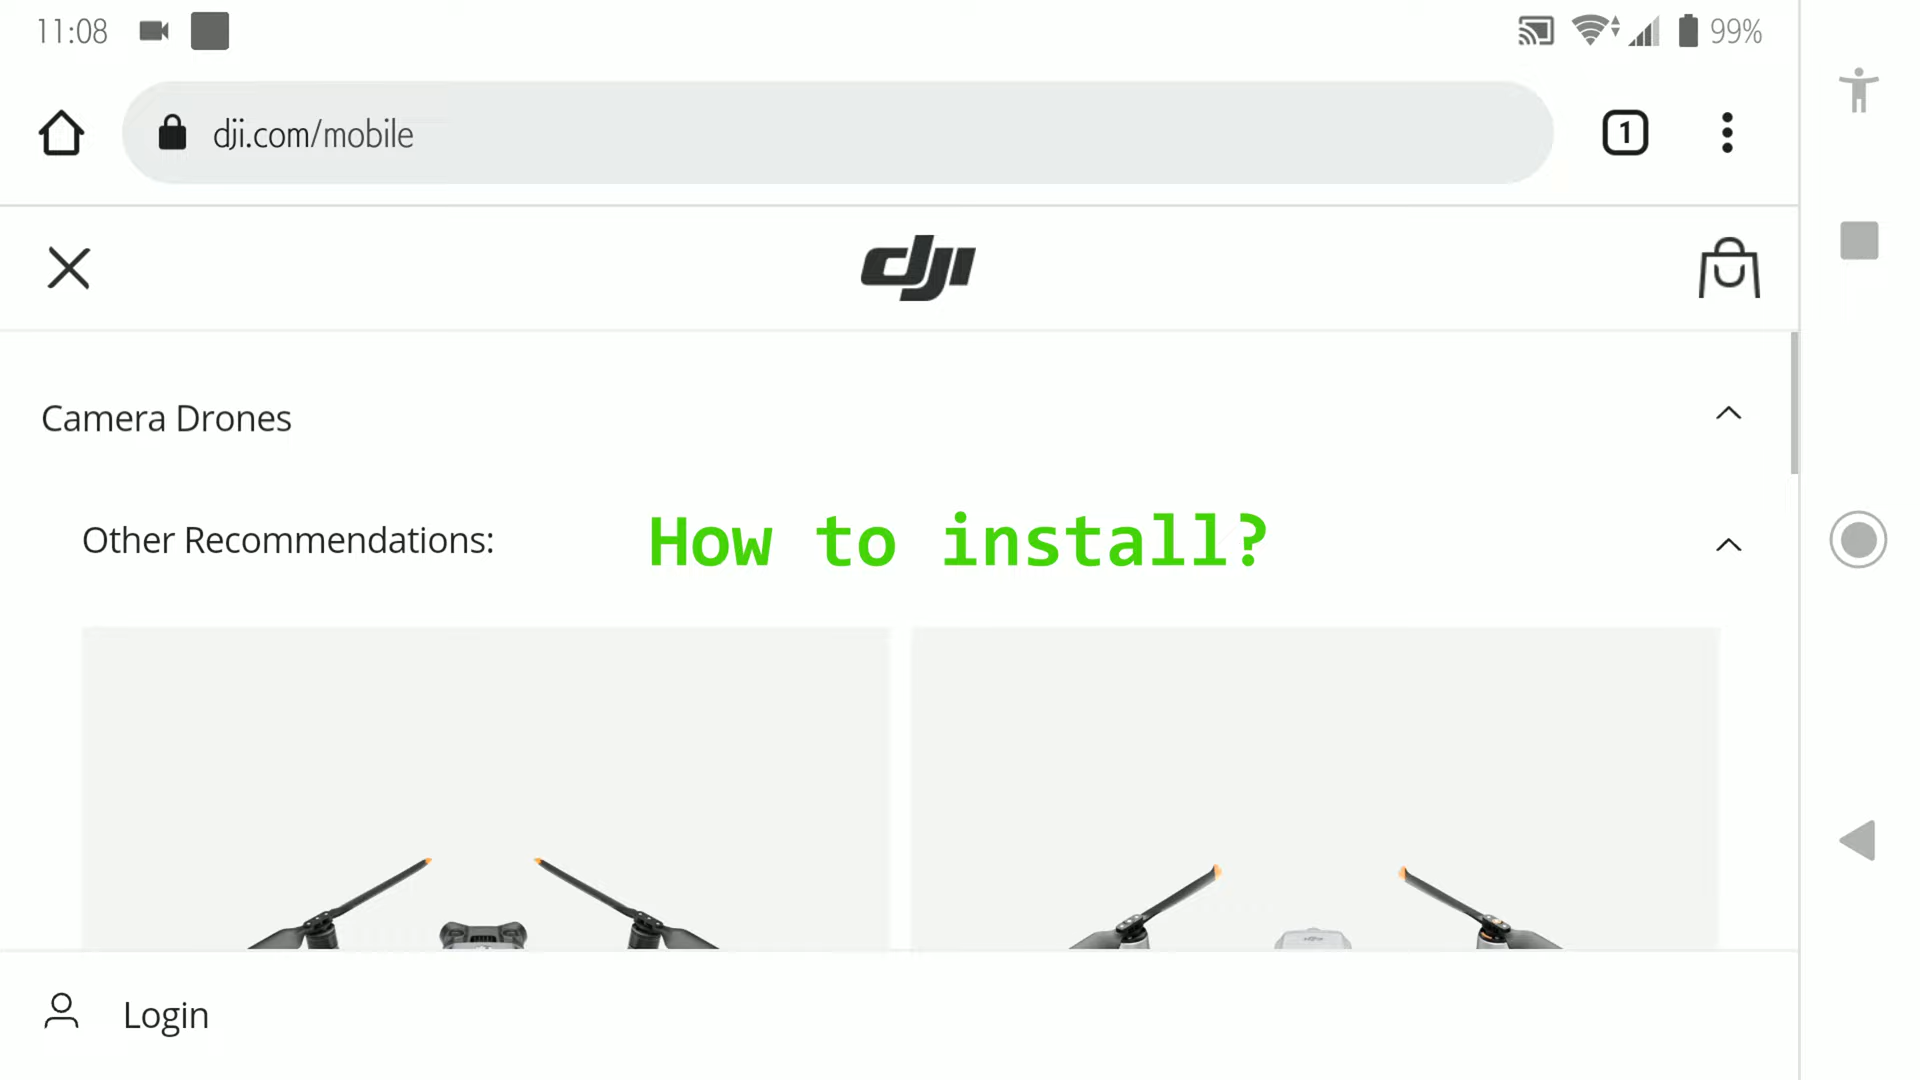 11:08
99%
dji.com/mobile
1
dji
Camera Drones
Other Recommendations:
How to install?
Login